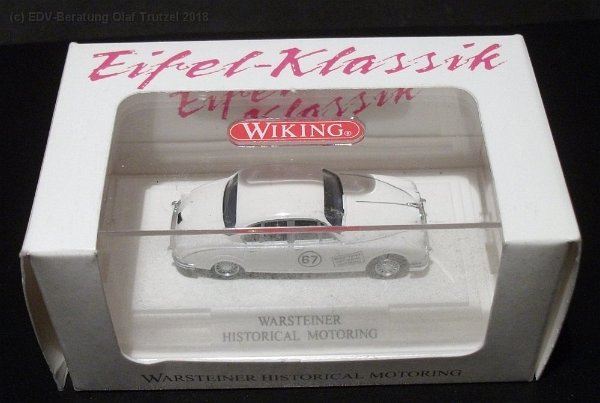 (c) EDV-Beratung Olaf Trutzel 2018
Eifel-Klassik
Eifel
Klassik
WIKING®
67
WARSTEINER
HISTORICAL MOTORING
WARSTEINER HISTORICAL MOTORING